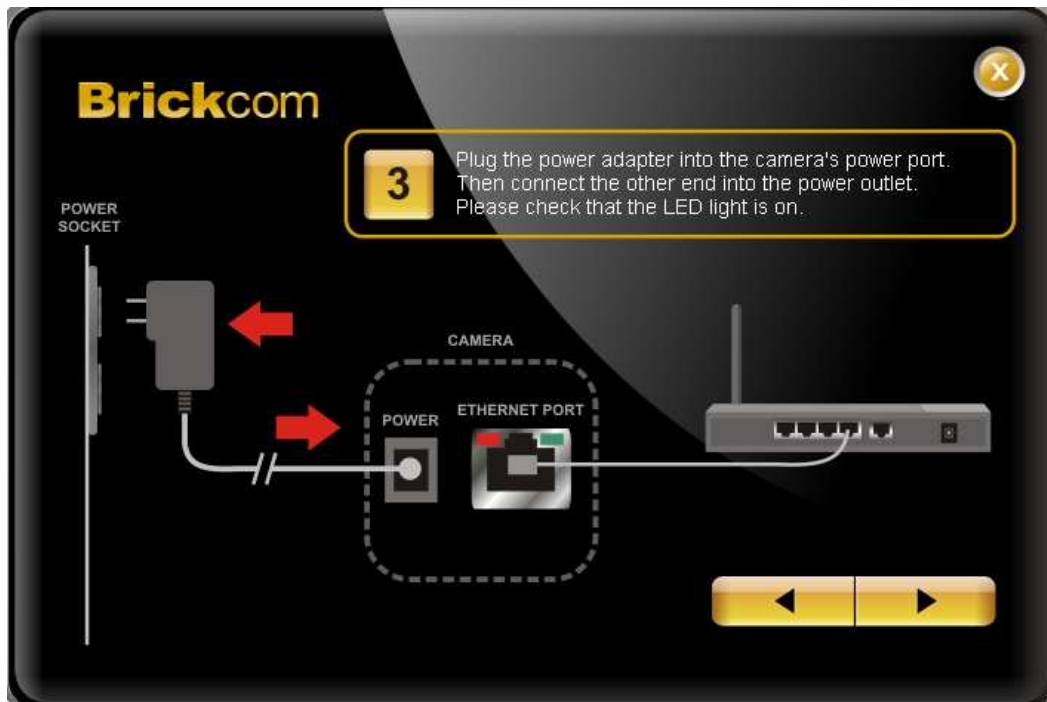 Brickcom
X
3
Plug the power adapter into the camera's power port.
Then connect the other end into the power outlet.
Please check that the LED light is on.
POWER
SOCKET
CAMERA
POWER
ETHERNET PORT